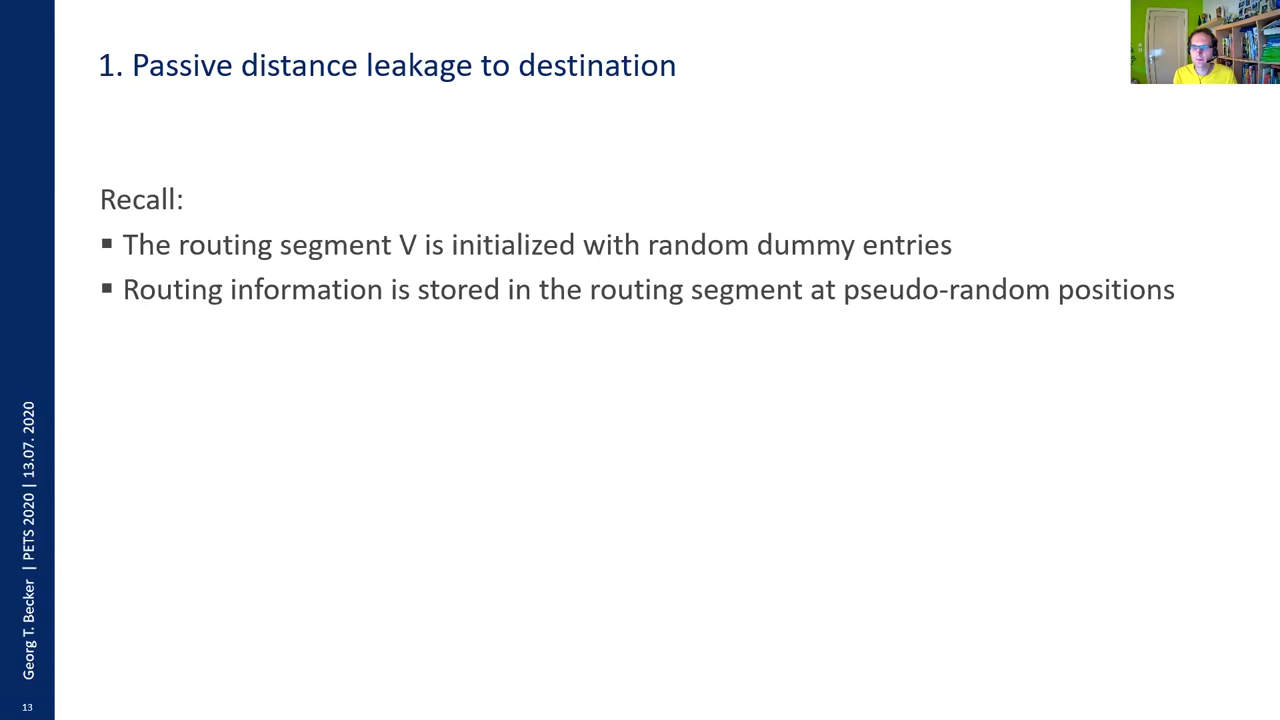 1. Passive distance leakage to destination
Recall:
▪ The routing segment V is initialized with random dummy entries
▪ Routing information is stored in the routing segment at pseudo-random positions
Georg T. Becker | PETS 2020 | 13.07. 2020
13